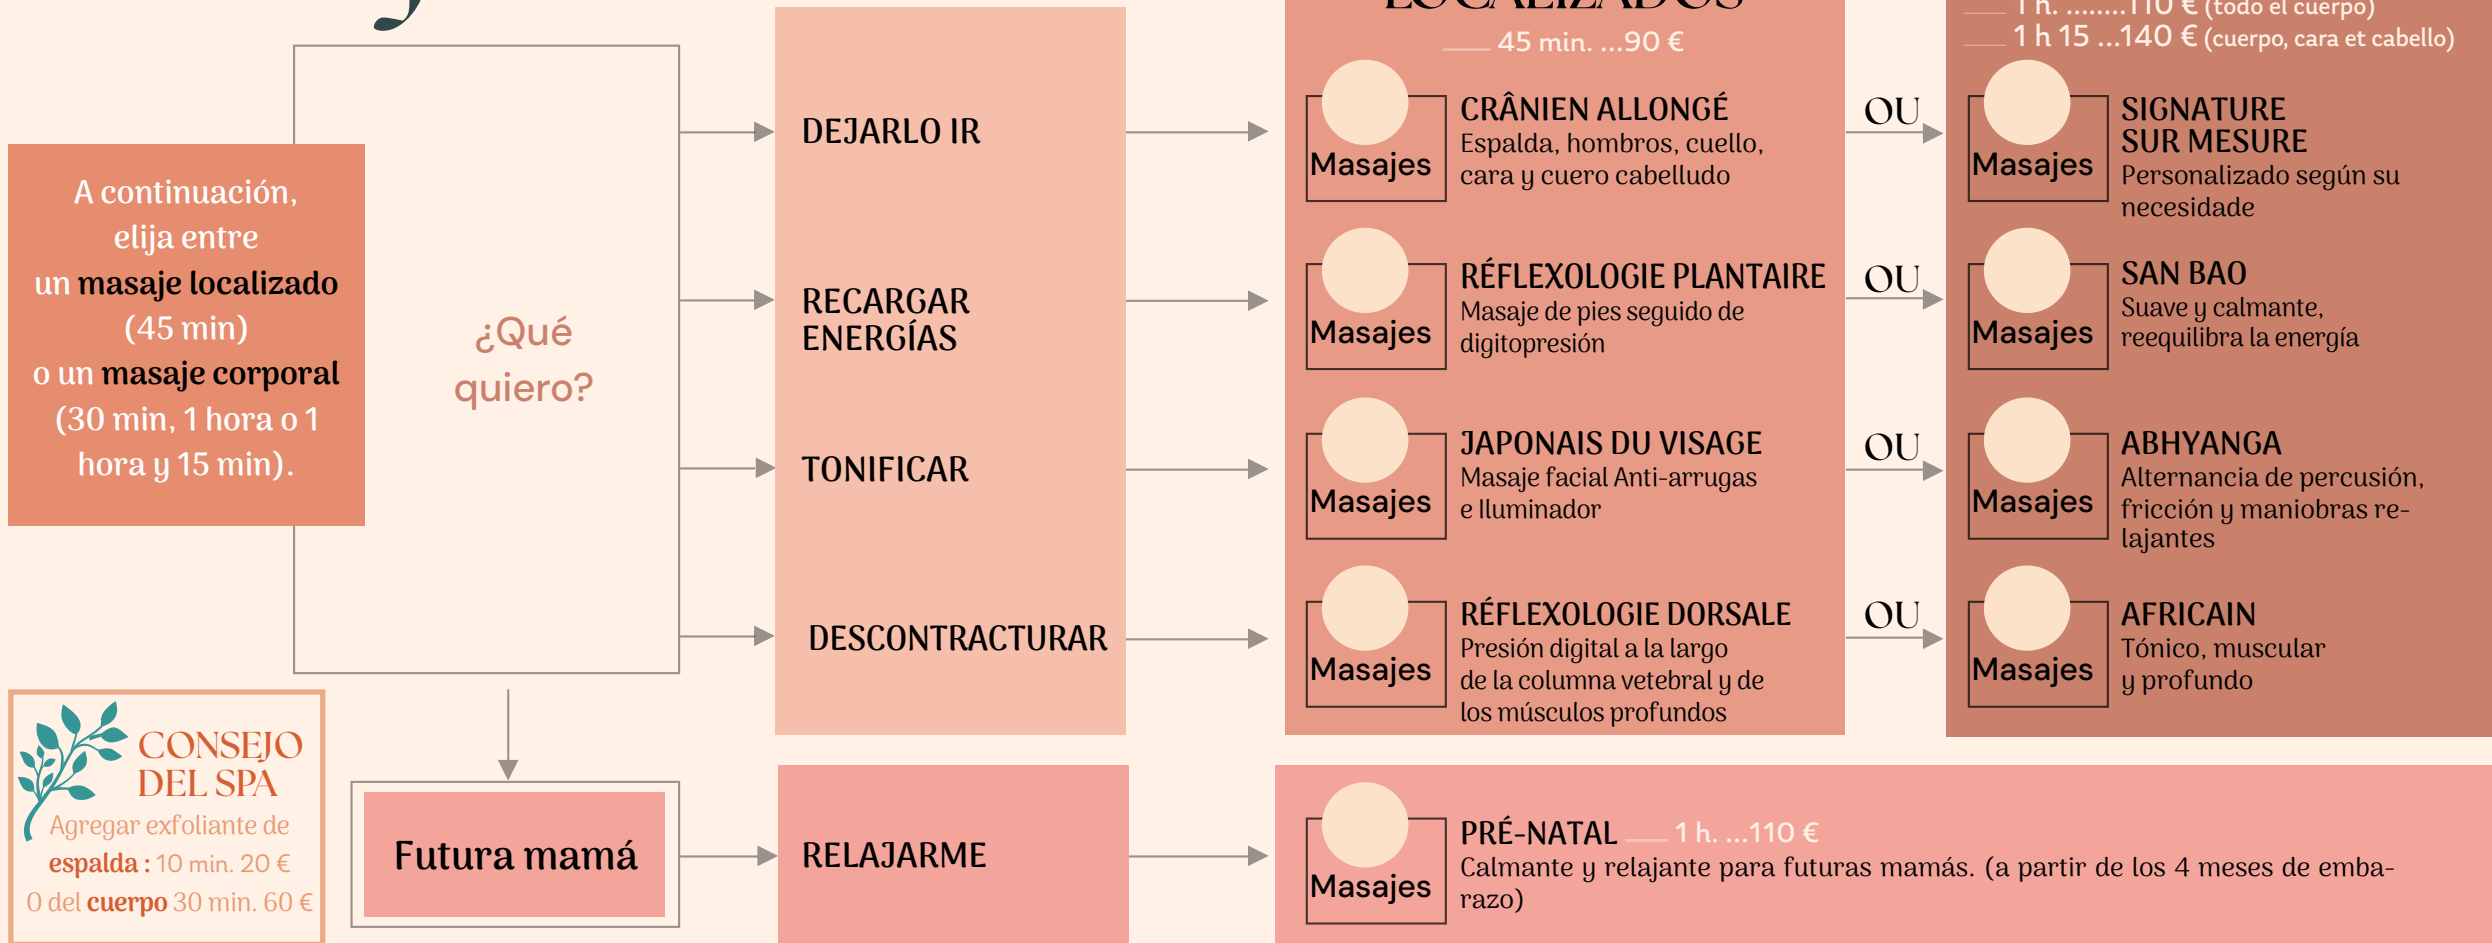 LOCALIZADOS
45 min. ...90 €
1 h. ........110 € (todo el cuerpo)
1 h 15 ...140 € (cuerpo, cara et cabello)
A continuación,
elija entre
un masaje localizado
(45 min)
o un masaje corporal
(30 min, 1 hora o 1
hora y 15 min).
¿Qué
quiero?
DEJARLO IR
Masajes
CRÂNIEN ALLONGÉ
Espalda, hombros, cuello,
cara y cuero cabelludo
OU
Masajes
SIGNATURE
SUR MESURE
Personalizado según su
necesidade
RECARGAR
ENERGÍAS
Masajes
RÉFLEXOLOGIE PLANTAIRE
Masaje de pies seguido de
digitopresión
OU
Masajes
SAN BAO
Suave y calmante,
reequilibra la energía
TONIFICAR
Masajes
JAPONAIS DU VISAGE
Masaje facial Anti-arrugas
e Iluminador
OU
Masajes
ABHYANGA
Alternancia de percusión,
fricción y maniobras re-
lajantes
DESCONTRACTURAR
Masajes
RÉFLEXOLOGIE DORSALE
Presión digital a la largo
de la columna vetebral y de
los músculos profundos
OU
Masajes
AFRICAIN
Tónico, muscular
y profundo
CONSEJO
DEL SPA
Agregar exfoliante de
espalda : 10 min. 20 €
O del cuerpo 30 min. 60 €
Futura mamá
RELAJARME
Masajes
PRÉ-NATAL 1 h. ...110 €
Calmante y relajante para futuras mamás. (a partir de los 4 meses de emba-
razo)